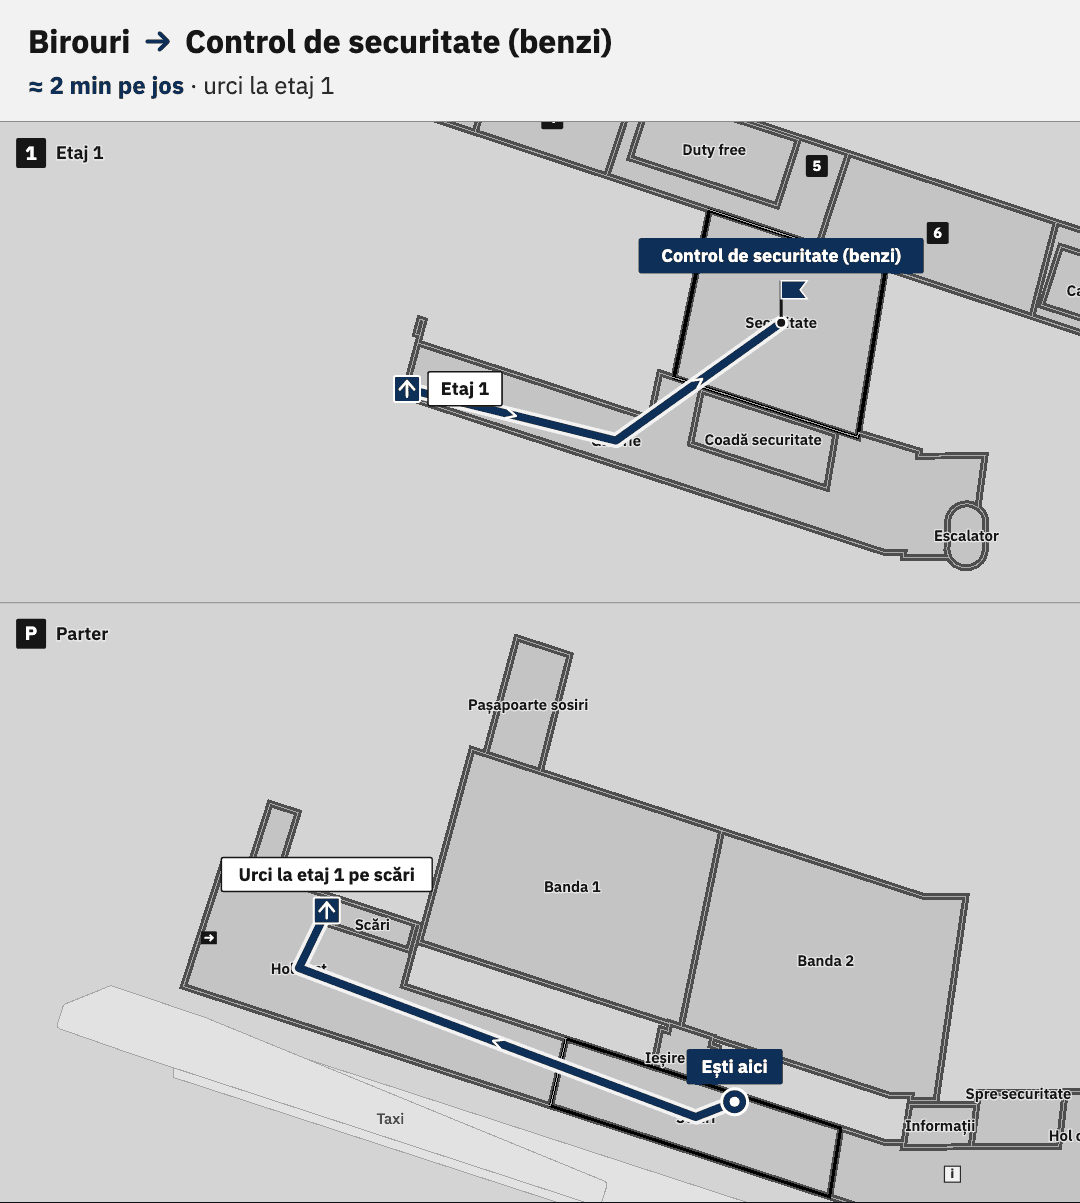 Birouri → Control de securitate (benzi)
≈ 2 min pe jos · urci la etaj 1
1 Etaj 1
Duty free
5
6
Control de securitate (benzi)
Etaj 1
Coadă securitate
Escalator
P Parter
Pașapoarte sosiri
Urci la etaj 1 pe scări
Scări
Banda 1
Banda 2
Ieșire
Ești aici
Spre securitate
Informații
Taxi
i